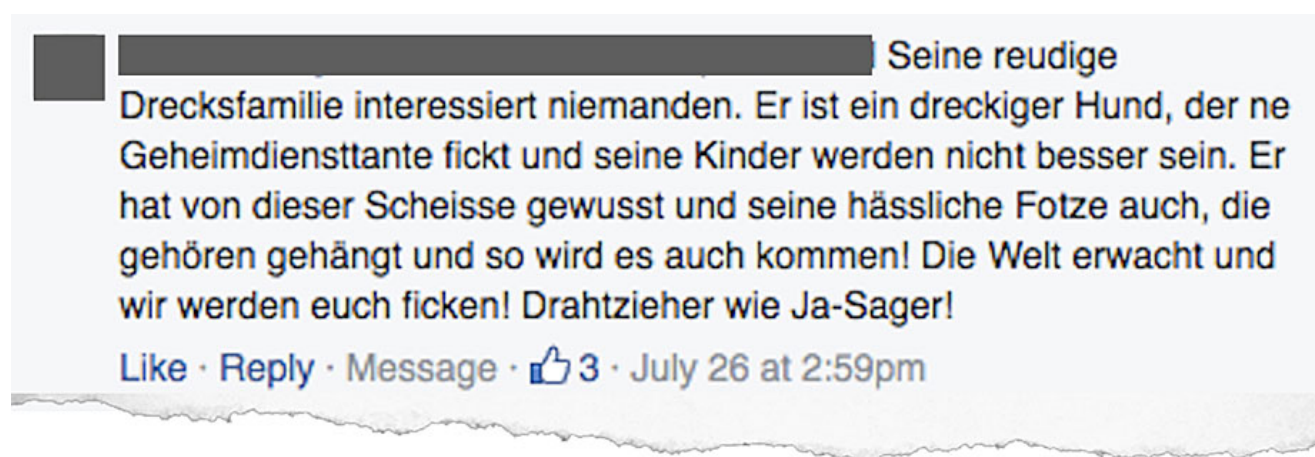 Seine reudige
Drecksfamilie interessiert niemanden. Er ist ein dreckiger Hund, der ne
Geheimdiensttante fickt und seine Kinder werden nicht besser sein. Er
hat von dieser Scheisse gewusst und seine hässliche Fotze auch, die
gehören gehängt und so wird es auch kommen! Die Welt erwacht und
wir werden euch ficken! Drahtzieher wie Ja-Sager!
Like · Reply · Message · 3 · July 26 at 2:59pm